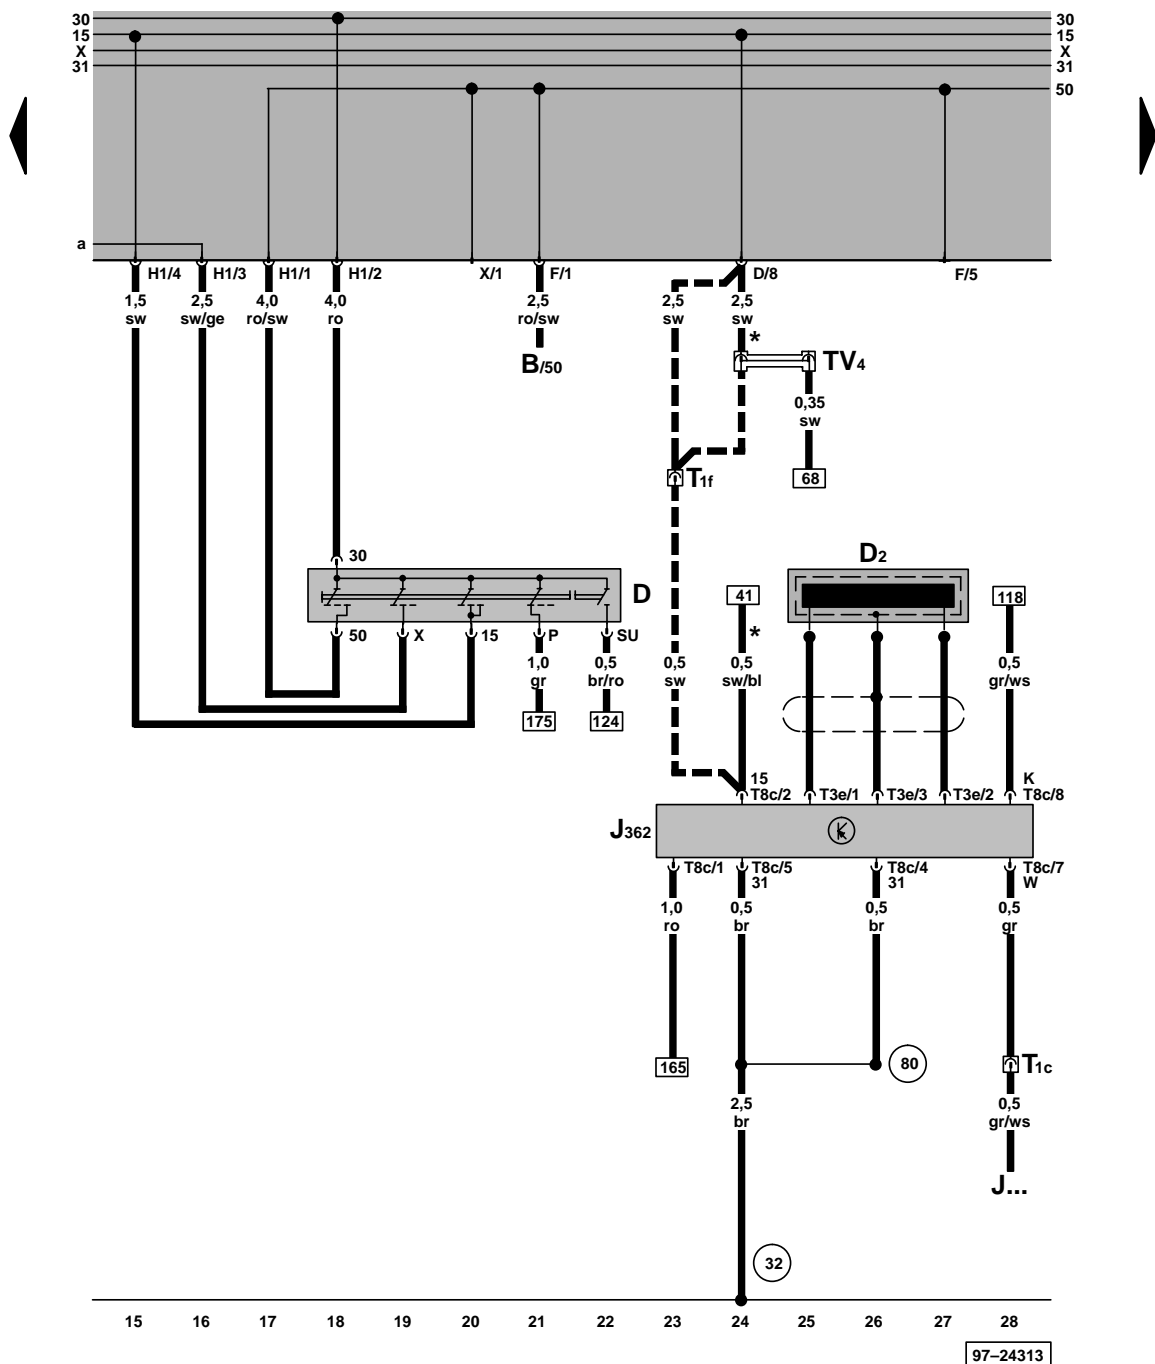 30 30
15 15
X X
31 31
50
a
H1/4 H1/3 H1/1 H1/2 X/1 F/1 D/8 F/5
1,5 2,5 4,0 4,0 2,5 2,5 2,5
sw sw/ge ro/sw ro ro/sw sw sw
*
B/50 TV4
0,35
sw
T1f 68
30 D2
D 41 118
50 X 15 P SU *
1,0 0,5 0,5 0,5 0,5
gr br/ro sw sw/bl gr/ws
175 124
15 K
T8c/2 T3e/1 T3e/3 T3e/2 T8c/8
J362
T8c/1 T8c/5 T8c/4 T8c/7
31 31 W
1,0 0,5 0,5 0,5
ro br br gr
165 80 T1c
2,5 0,5
br gr/ws
J...
32
15 16 17 18 19 20 21 22 23 24 25 26 27 28
97–24313